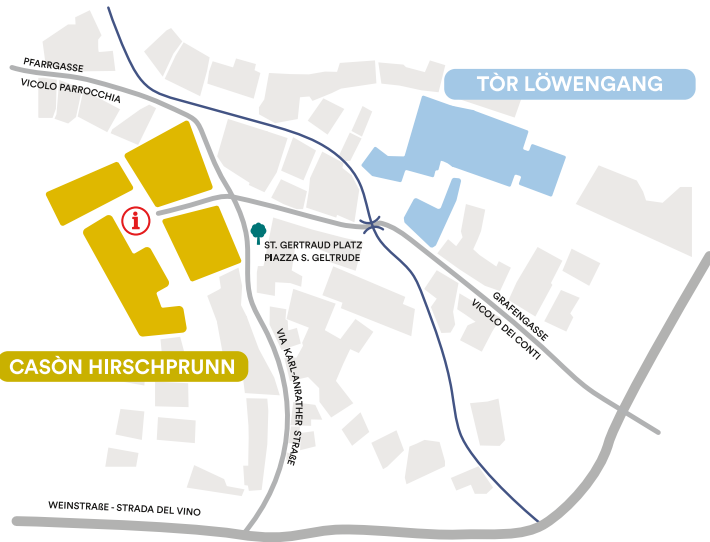 PFARRGASSE
VICOLO PARROCCHIA
TÒR LÖWENGANG
i
ST. GERTRAUD PLATZ
PIAZZA S. GELTRUDE
GRAFENGASSE
VICOLO DEI CONTI
CASÒN HIRSCHPRUNN
VIA KARL-ANRATHER STRAßE
WEINSTRAßE - STRADA DEL VINO